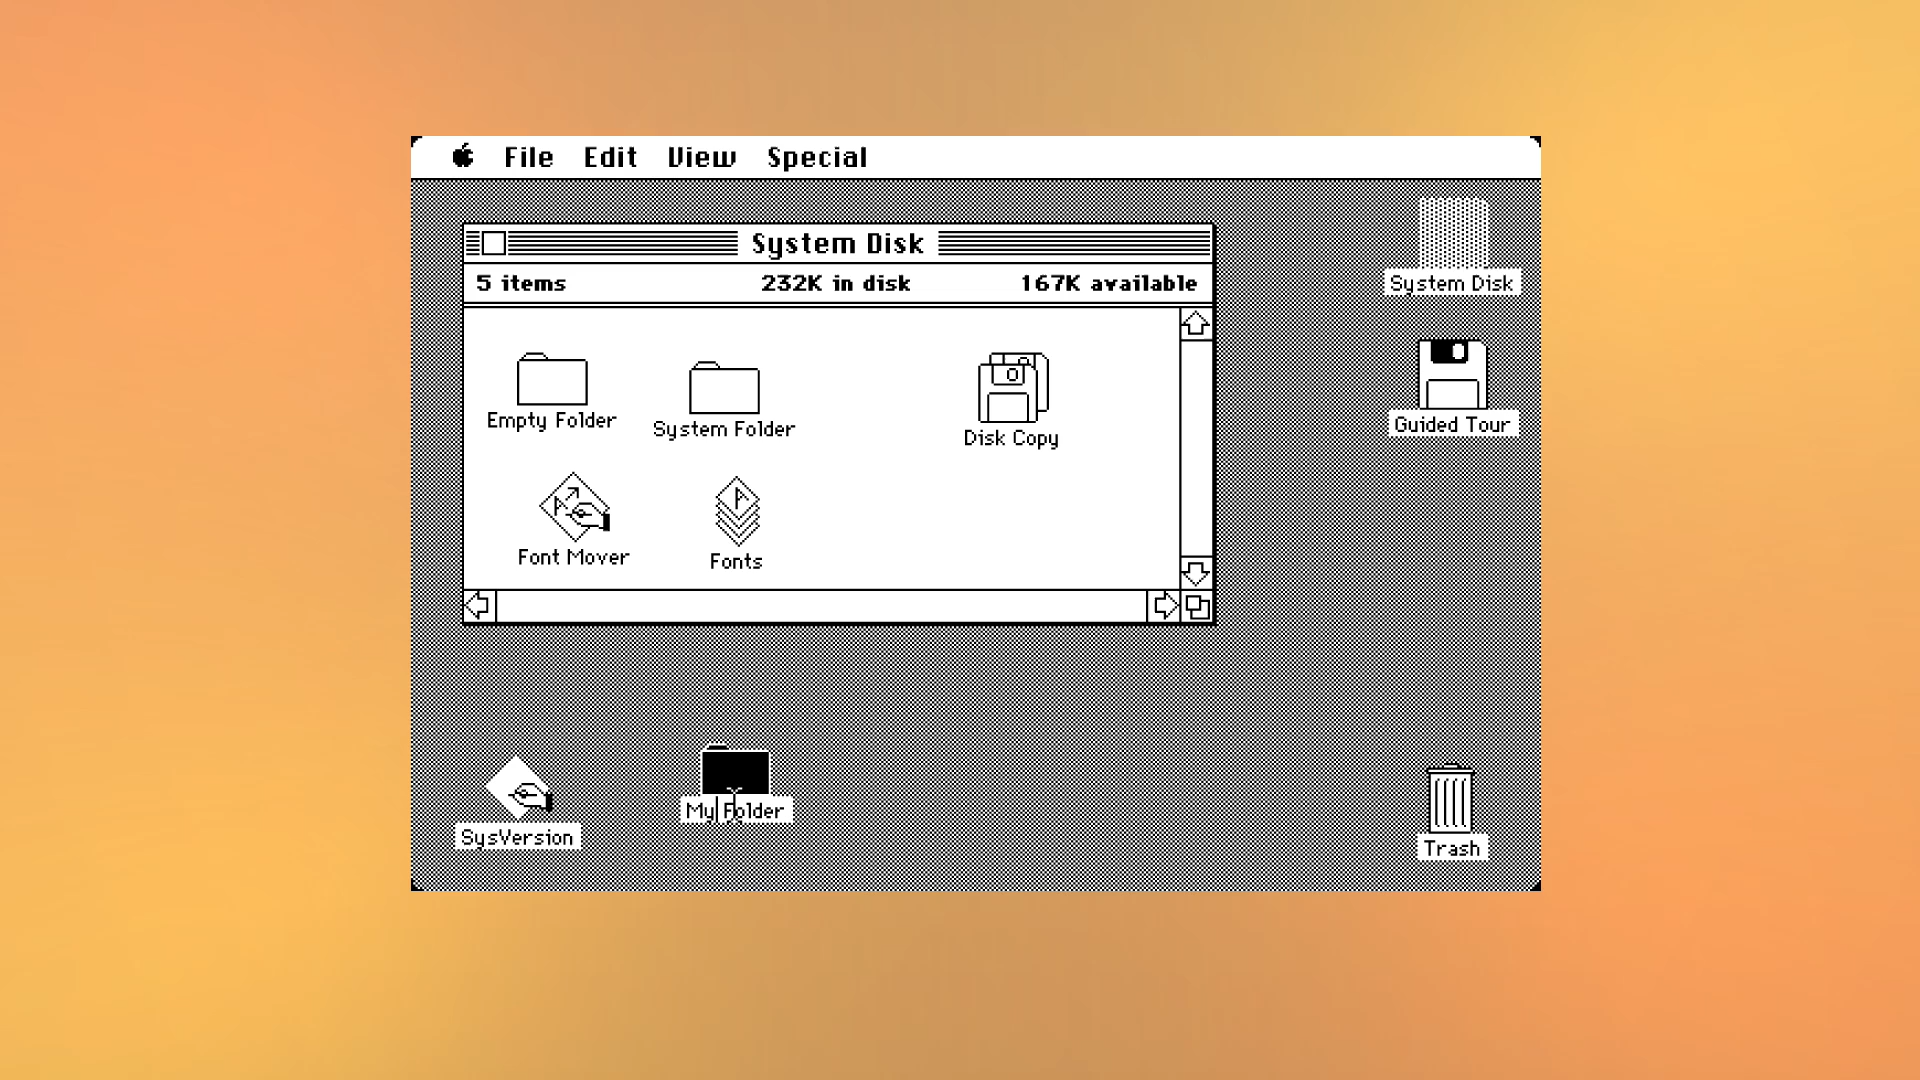 File Edit View Special
System Disk
5 items 232K in disk 167K available
Empty Folder
System Folder
Disk Copy
Font Mover
Fonts
System Disk
Guided Tour
SysVersion
My Folder
Trash